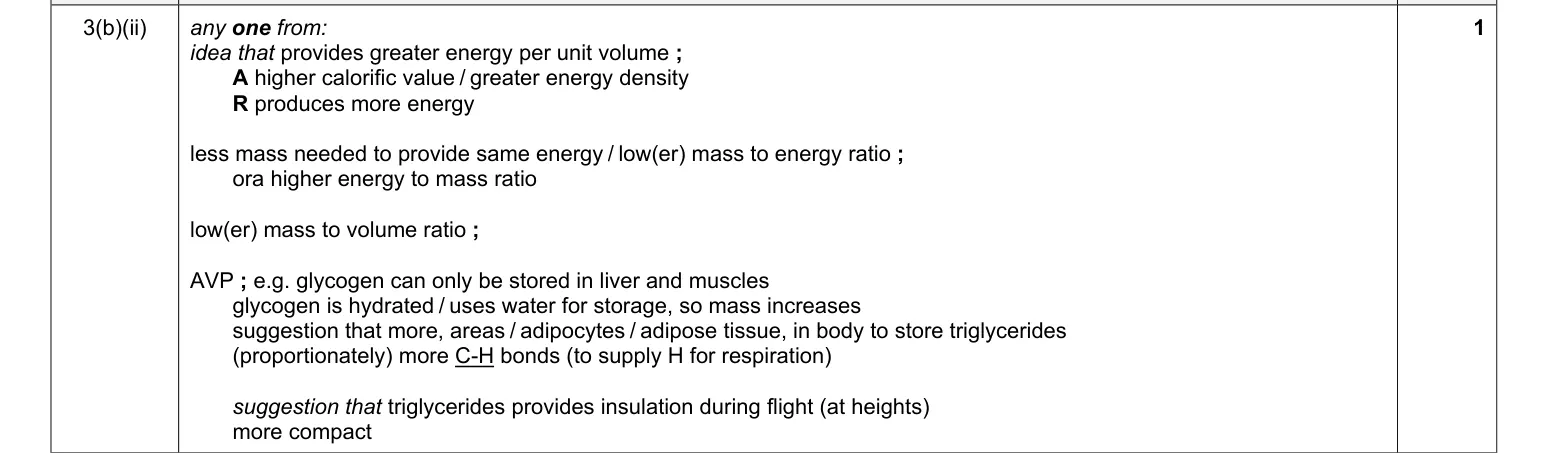 3(b)(ii)
any one from:
1
idea that provides greater energy per unit volume ;
A higher calorific value / greater energy density
R produces more energy
less mass needed to provide same energy / low(er) mass to energy ratio ;
ora higher energy to mass ratio
low(er) mass to volume ratio ;
AVP ; e.g. glycogen can only be stored in liver and muscles
glycogen is hydrated / uses water for storage, so mass increases
suggestion that more, areas / adipocytes / adipose tissue, in body to store triglycerides
(proportionately) more C-H bonds (to supply H for respiration)
suggestion that triglycerides provides insulation during flight (at heights)
more compact